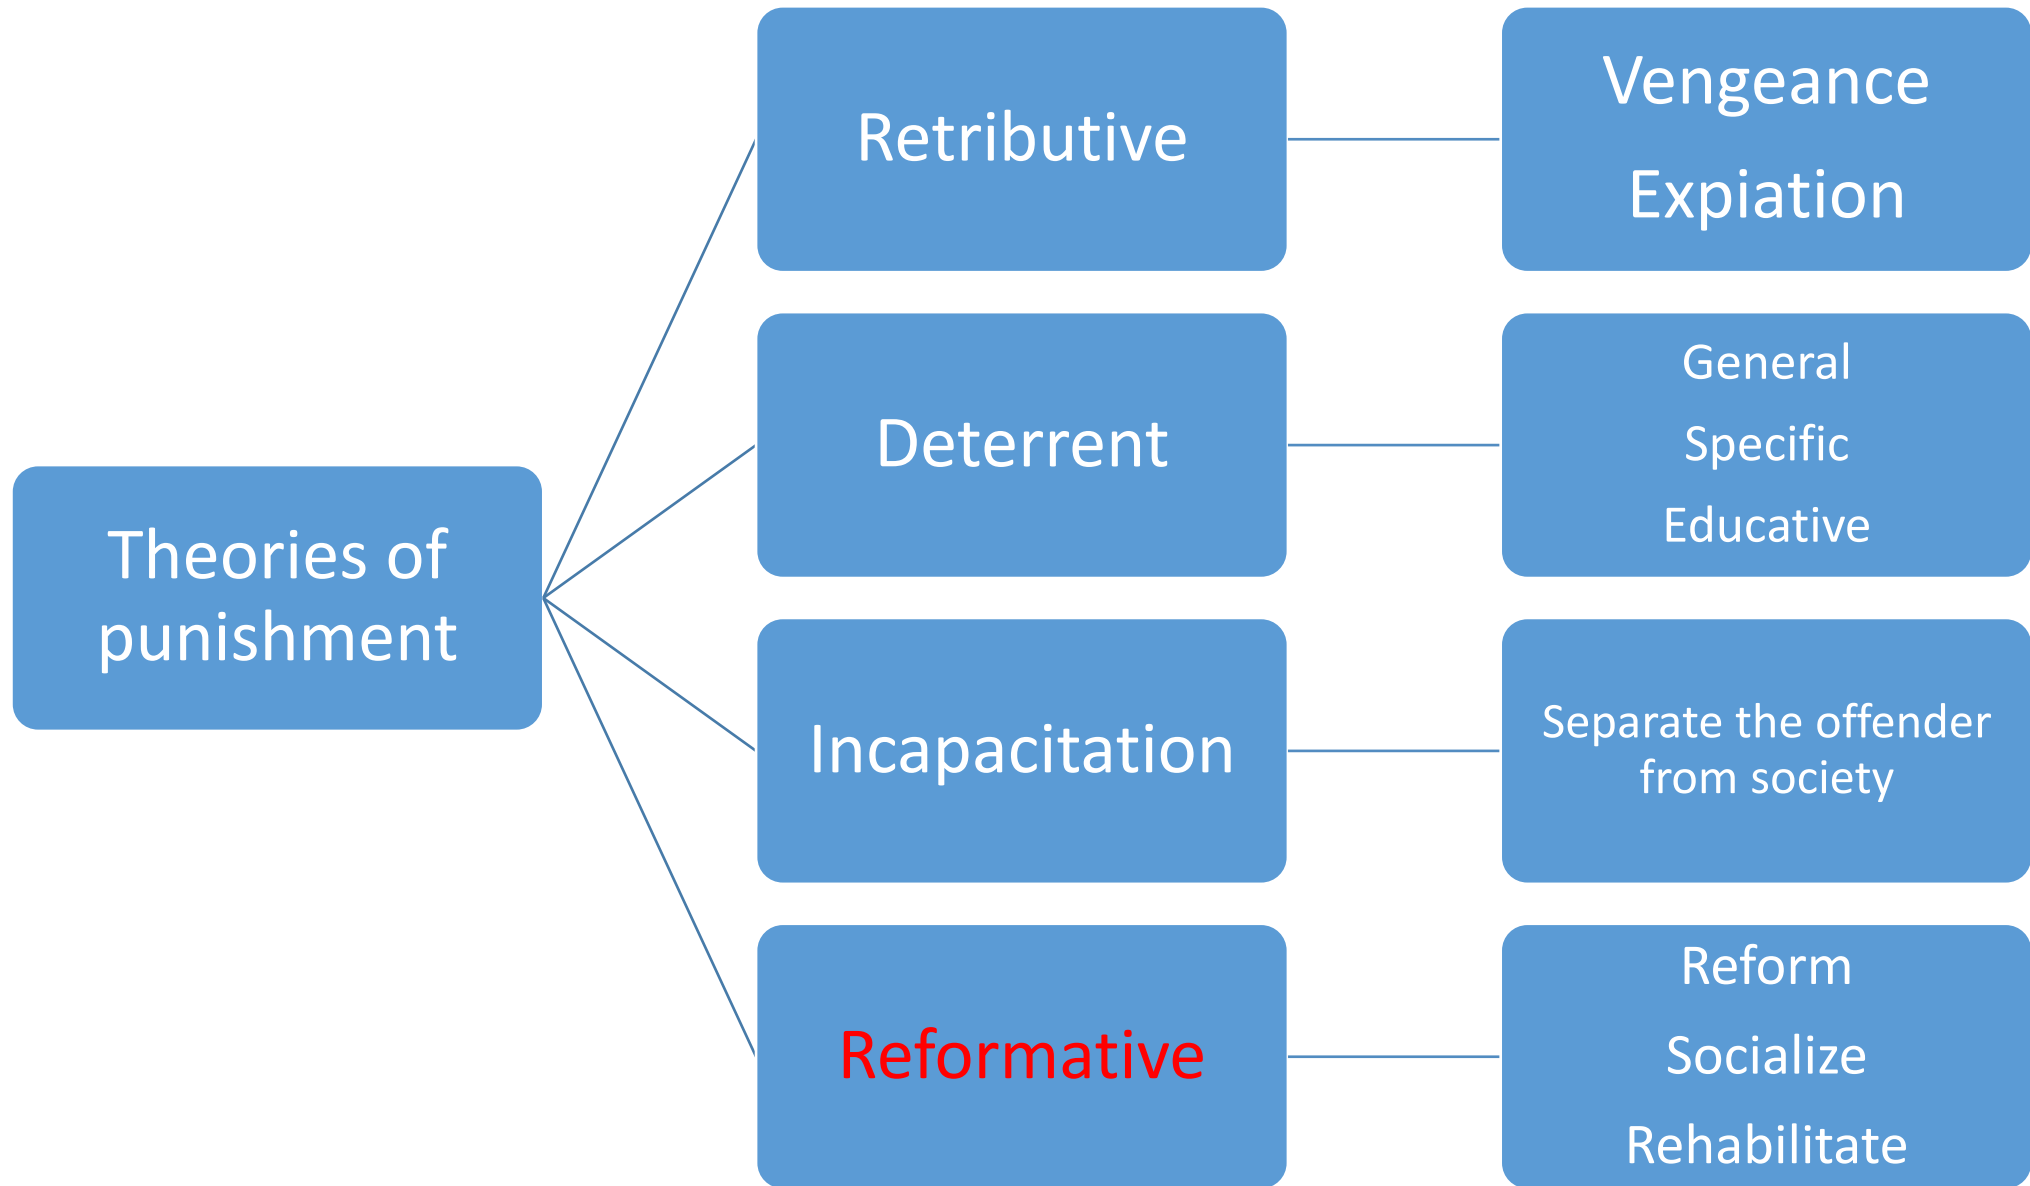 Theories of
punishment
Retributive
Vengeance
Expiation
Deterrent
General
Specific
Educative
Incapacitation
Separate the offender
from society
Reformative
Reform
Socialize
Rehabilitate